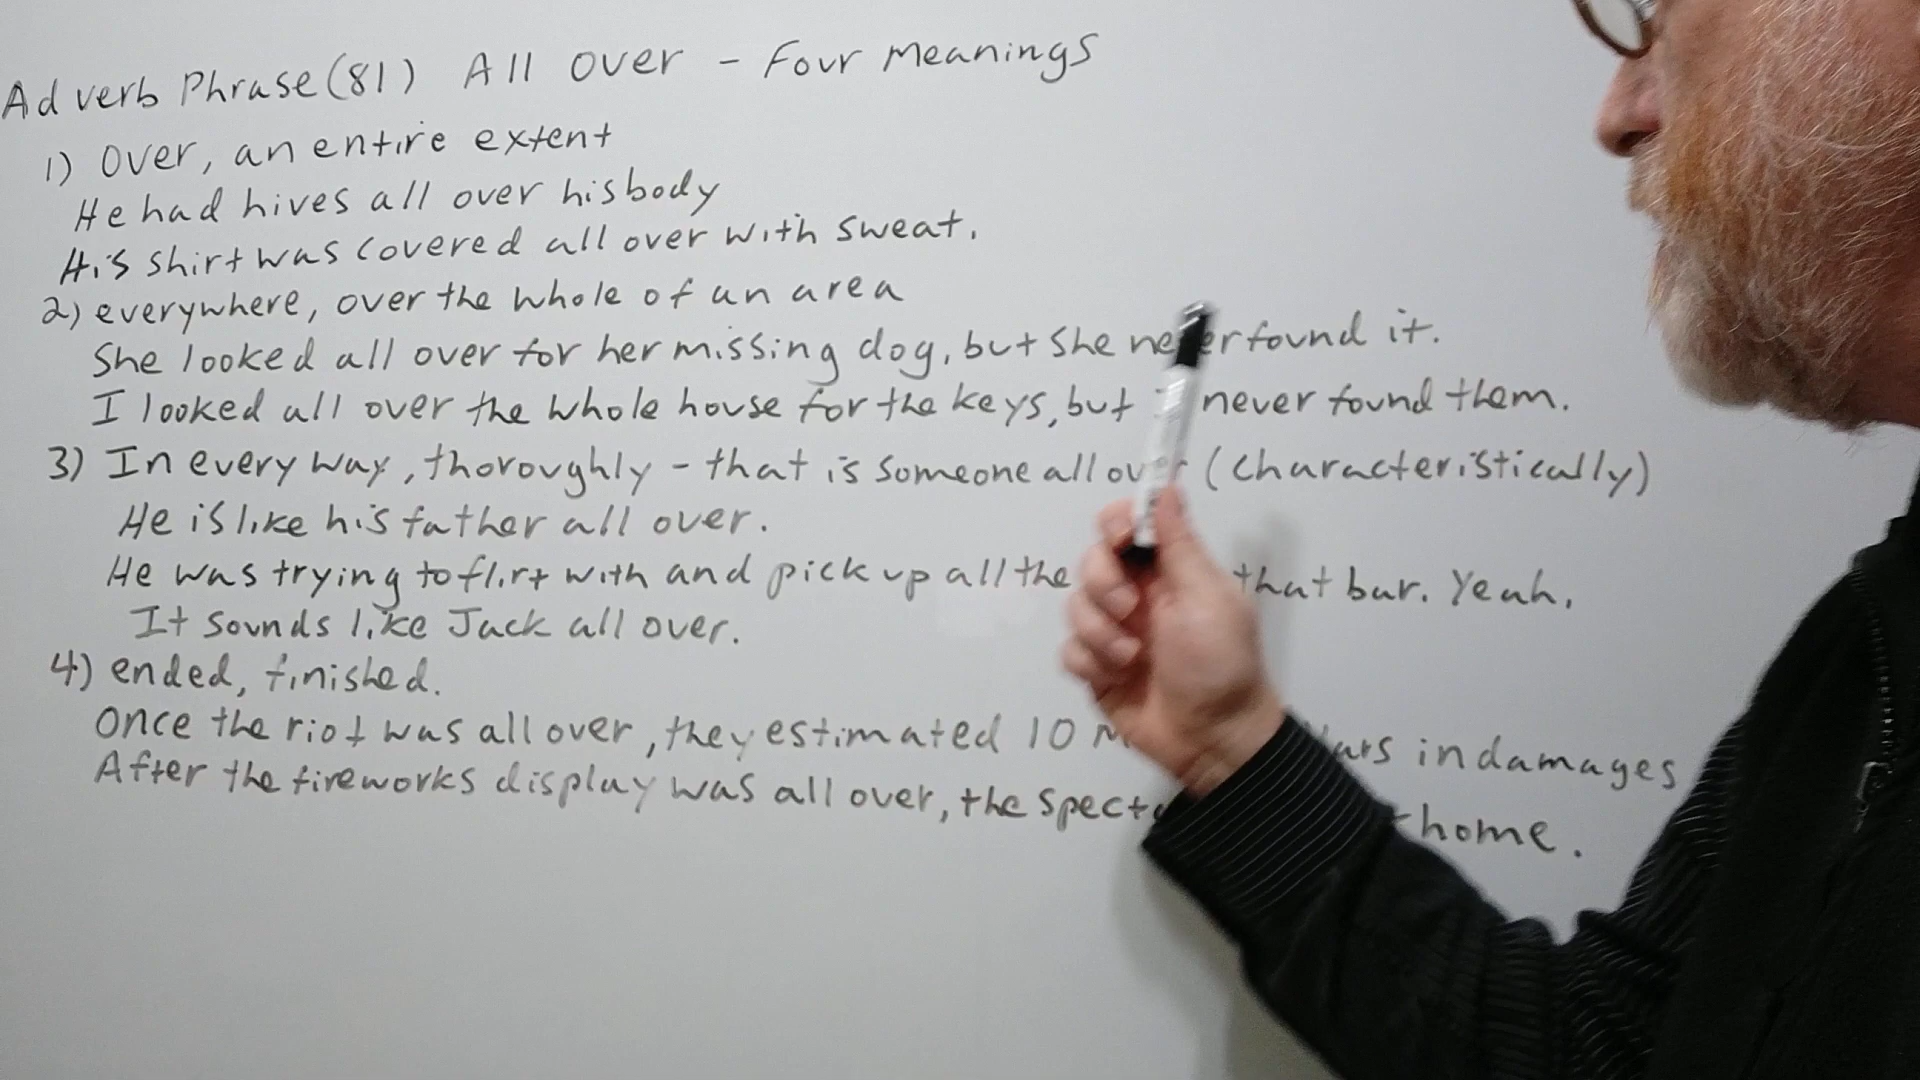 Adverb Phrase (81) All over - Four Meanings
1) Over, an entire extent
He had hives all over his body
His shirt was covered all over with sweat.
2) everywhere, over the whole of an area
She looked all over for her missing dog, but she never found it.
I looked all over the whole house for the keys, but never found them.
3) In every way, thoroughly - that is someone all over (characteristically)
He is like his father all over.
He was trying to flirt with and pick up all the that bar. Yeah,
It sounds like Jack all over.
4) ended, finished.
Once the riot was all over, they estimated 10 in damages
After the fireworks display was all over, the home.